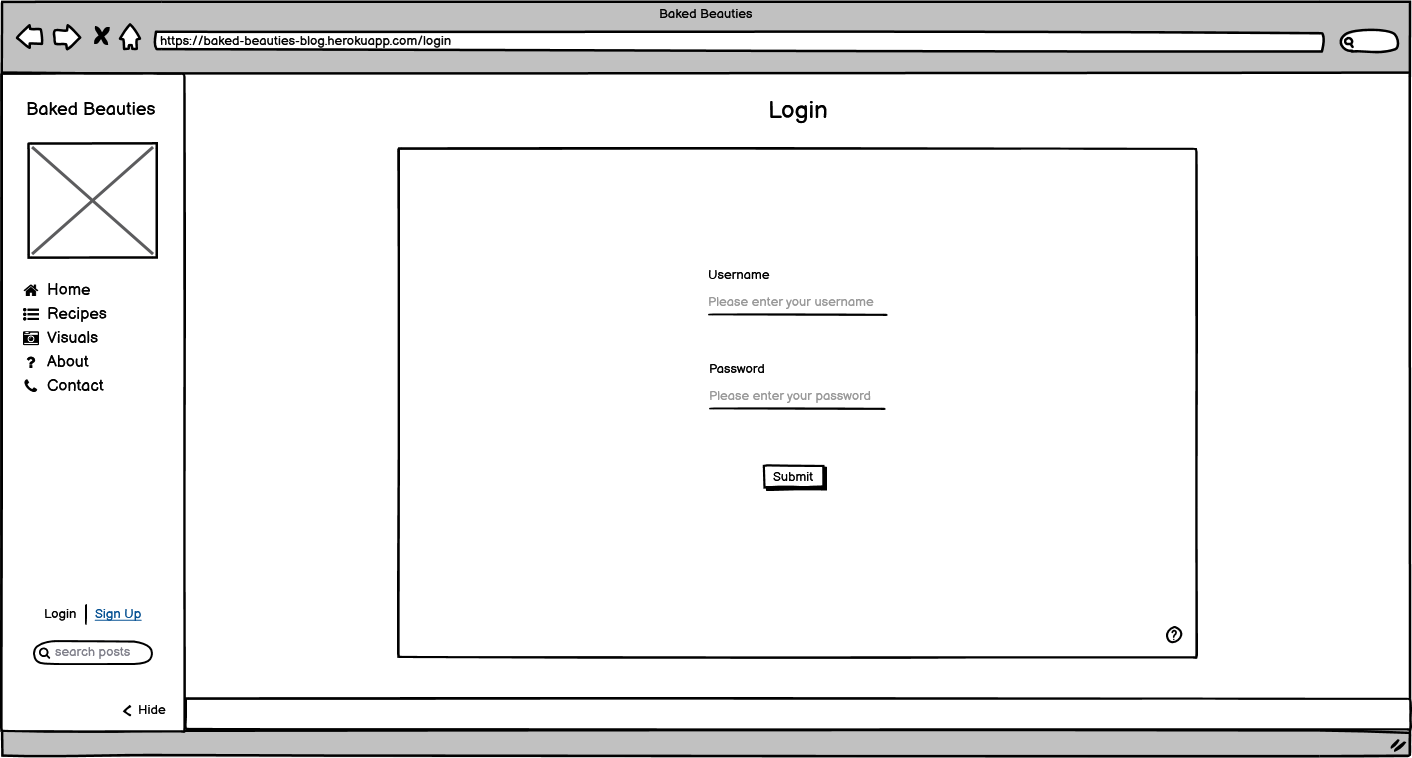 Baked Beauties
https://baked-beauties-blog.herokuapp.com/login
Baked Beauties
Home
Recipes
Visuals
? About
Contact
Login Sign Up
search posts
Hide
Login
Username
Please enter your username
Password
Please enter your password
Submit
?